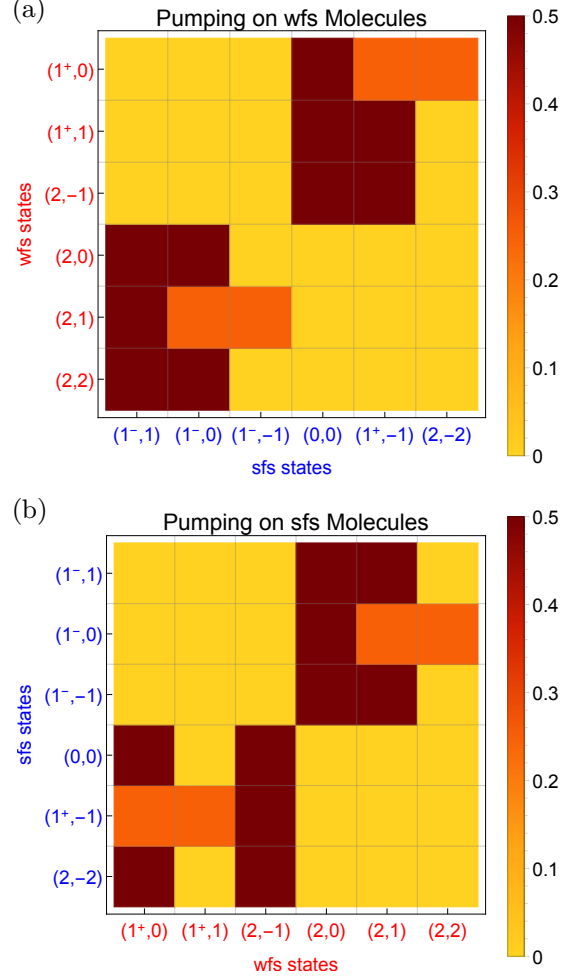 (a)
Pumping on wfs Molecules
wfs states
(1⁺,0)
(1⁺,1)
(2,-1)
(2,0)
(2,1)
(2,2)
(1⁻,1) (1⁻,0) (1⁻,-1) (0,0) (1⁺,-1) (2,-2)
sfs states
0.5
0.4
0.3
0.2
0.1
0
(b)
Pumping on sfs Molecules
sfs states
(1⁻,1)
(1⁻,0)
(1⁻,-1)
(0,0)
(1⁺,-1)
(2,-2)
(1⁺,0) (1⁺,1) (2,-1) (2,0) (2,1) (2,2)
wfs states
0.5
0.4
0.3
0.2
0.1
0